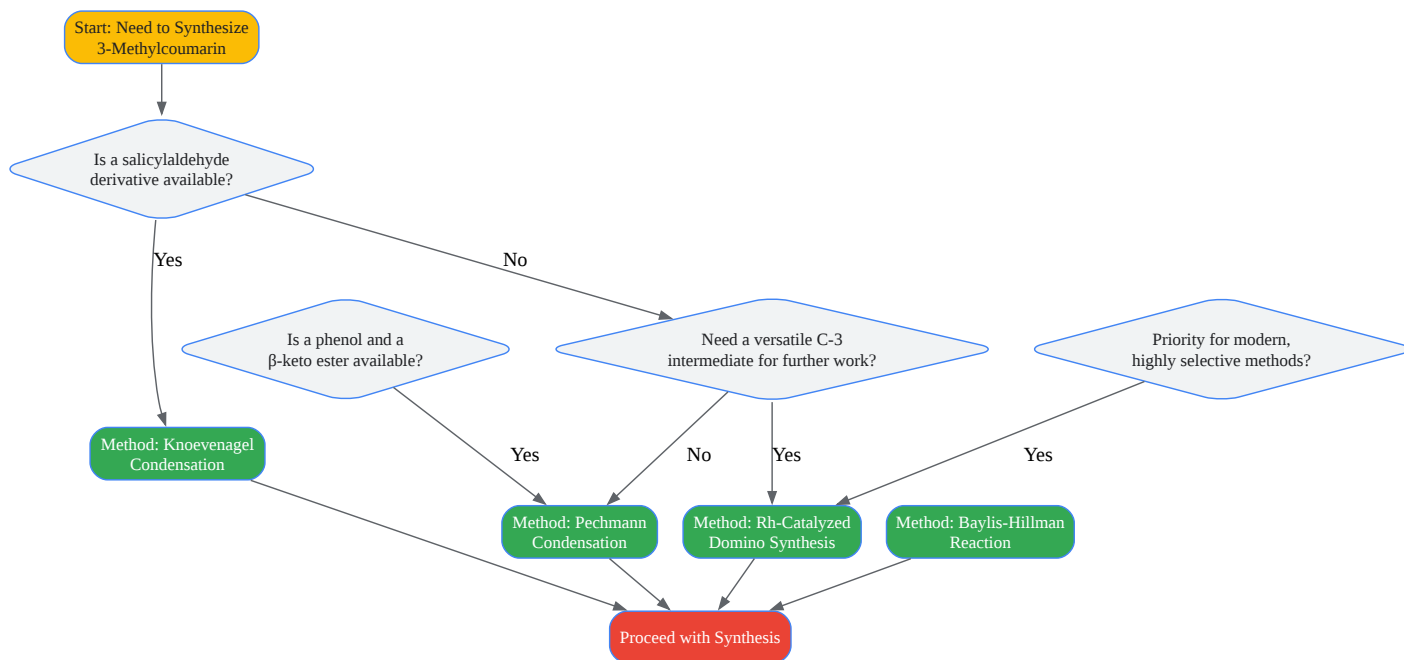 Start: Need to Synthesize
3-Methylcoumarin
Is a salicylaldehyde
derivative available?
Yes
No
Is a phenol and a
β-keto ester available?
Need a versatile C-3
intermediate for further work?
Priority for modern,
highly selective methods?
Method: Knoevenagel
Condensation
Yes
No
Yes
Yes
Method: Pechmann
Condensation
Method: Rh-Catalyzed
Domino Synthesis
Method: Baylis-Hillman
Reaction
Proceed with Synthesis